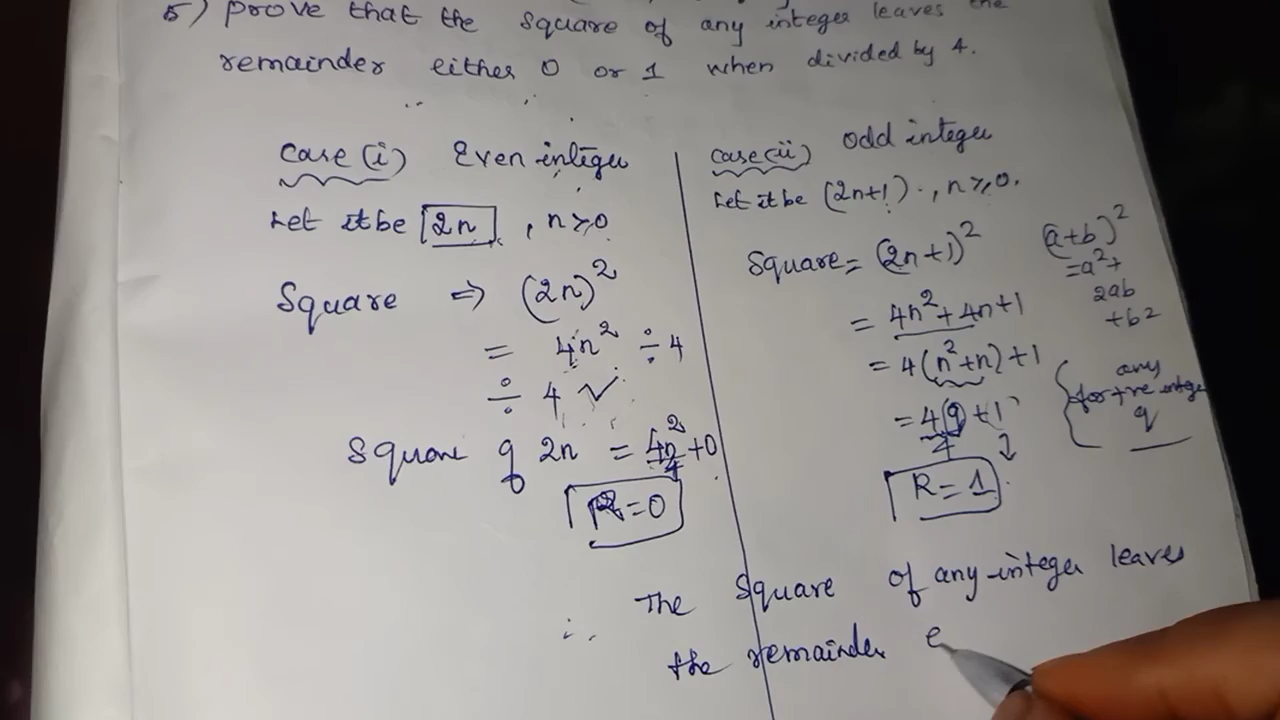 5) prove that the square of any integer leaves the
remainder either 0 or 1 when divided by 4.
Case (i) Even integer
Let it be 2n , n ≥ 0
Square ⇒ (2n)²
= 4n² ÷ 4
÷ 4 ✓
Square of 2n = 4n²/4 + 0
R = 0
Case (ii) Odd integer
Let it be (2n+1) , n ≥ 0.
Square = (2n+1)²
= 4n² + 4n + 1
= 4(n² + n) + 1
= 4(q) + 1
4
R = 1
(a+b)²
= a² +
2ab
+ b²
any
for +ve integer
q
∴ The Square of any integer leaves
the remainder e